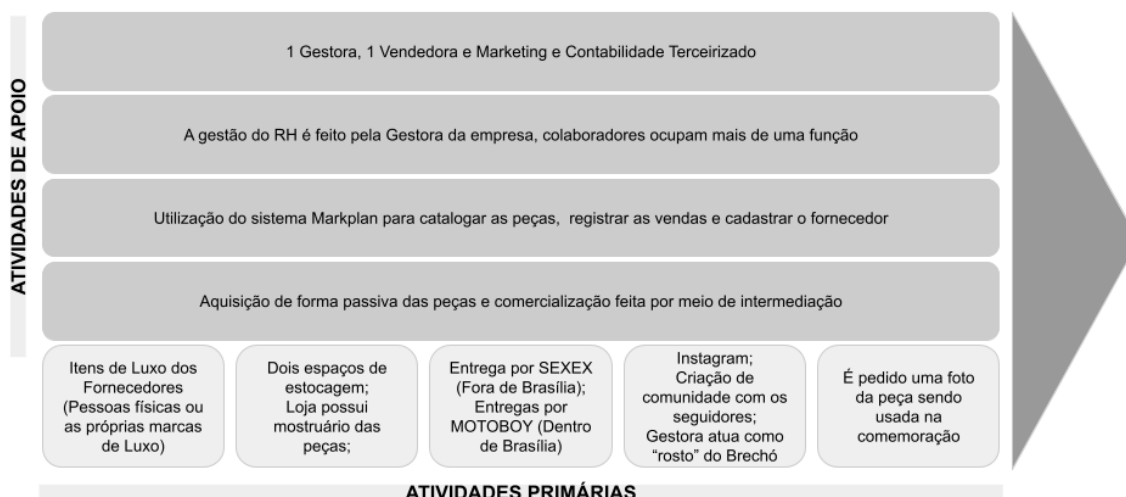 ATIVIDADES DE APOIO
1 Gestora, 1 Vendedora e Marketing e Contabilidade Terceirizado
A gestão do RH é feito pela Gestora da empresa, colaboradores ocupam mais de uma função
Utilização do sistema Markplan para catalogar as peças, registrar as vendas e cadastrar o fornecedor
Aquisição de forma passiva das peças e comercialização feita por meio de intermediação
Itens de Luxo dos
Fornecedores
(Pessoas físicas ou
as próprias marcas
de Luxo)
Dois espaços de
estocagem;
Loja possui
mostruário das
peças;
Entrega por SEXEX
(Fora de Brasília);
Entregas por
MOTOBOY (Dentro
de Brasília)
Instagram;
Criação de
comunidade com os
seguidores;
Gestora atua como
“rosto” do Brechó
É pedido uma foto
da peça sendo
usada na
comemoração
ATIVIDADES PRIMÁRIAS